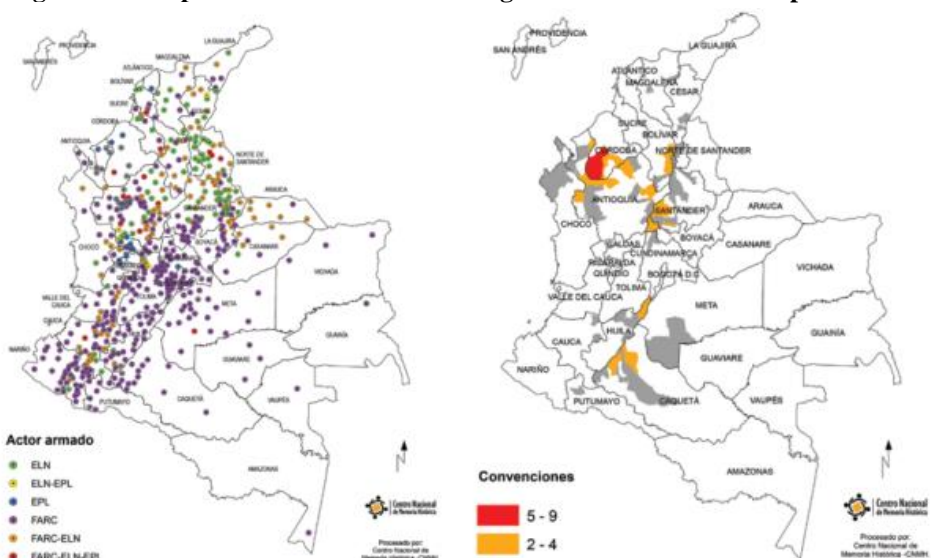 PROVIDENCIA
SAN ANDRÉS
LA GUAJIRA
MAGDALENA
ATLÁNTICO
BOLÍVAR
SUCRE
CÓRDOBA
ANTIOQUIA
NORTE DE
SANTANDER
ARAUCA
CHOCÓ
BOYACÁ
CASANARE
VICHADA
VALLE DEL
CAUCA
CAUCA
META
GUAINÍA
NARIÑO
GUAVIARE
PUTUMAYO
CAQUETÁ
VAUPÉS
AMAZONAS
Actor armado
ELN
ELN-EPL
EPL
FARC
FARC-ELN
FARC-ELN-EPL
N
Centro Nacional
de Memoria Histórica
Procesado por:
Centro Nacional de
Memoria Histórica -CNMH
PROVIDENCIA
SAN ANDRÉS
LA GUAJIRA
ATLÁNTICO
MAGDALENA
CESAR
SUCRE
BOLÍVAR
CÓRDOBA
NORTE DE SANTANDER
ANTIOQUIA
SANTANDER
ARAUCA
CHOCÓ
BOYACÁ
CASANARE
CALDAS
CUNDINAMARCA
RISARALDA
QUINDÍO
BOGOTÁ D.C
VICHADA
TOLIMA
VALLE DEL CAUCA
META
GUAINÍA
HUILA
CAUCA
GUAVIARE
NARIÑO
PUTUMAYO
CAQUETÁ
VAUPÉS
AMAZONAS
Convenciones
5 - 9
2 - 4
N
Centro Nacional
de Memoria Histórica
Procesado por:
Centro Nacional de
Memoria Histórica -CNMH